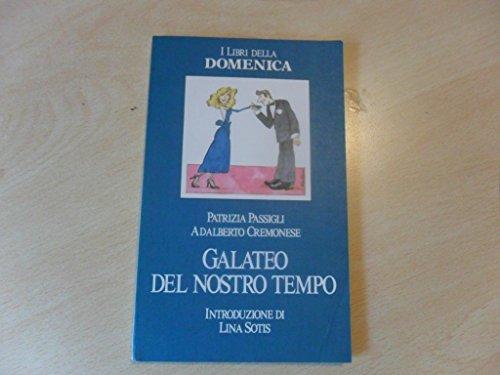 I LIBRI DELLA
DOMENICA
PATRIZIA PASSIGLI
ADALBERTO CREMONESE
GALATEO
DEL NOSTRO TEMPO
INTRODUZIONE DI
LINA SOTIS